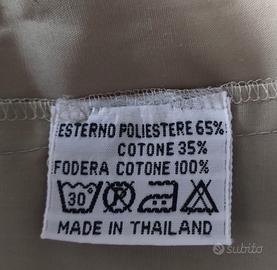 ESTERNO POLIESTERE 65%
COTONE 35%
FODERA COTONE 100%
30°
MADE IN THAILAND
subito